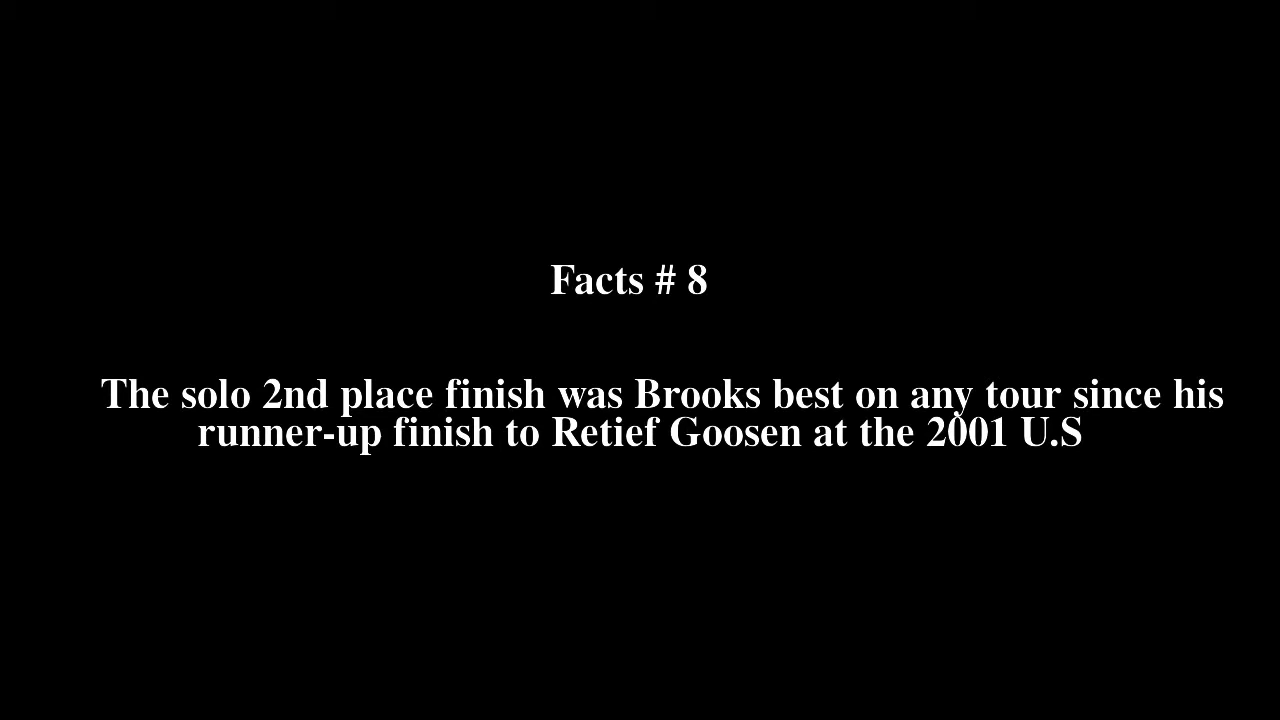 Facts # 8
The solo 2nd place finish was Brooks best on any tour since his
runner-up finish to Retief Goosen at the 2001 U.S